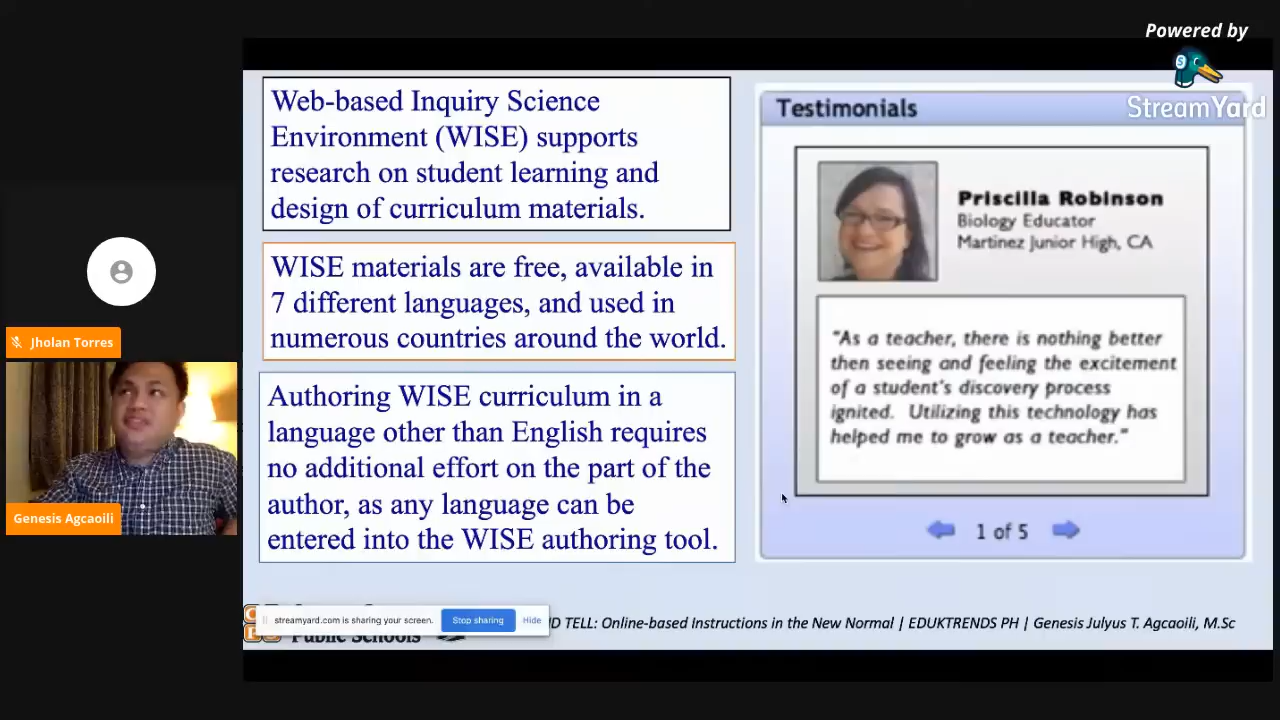 Powered by
StreamYard
Web-based Inquiry Science
Environment (WISE) supports
research on student learning and
design of curriculum materials.
WISE materials are free, available in
7 different languages, and used in
numerous countries around the world.
Authoring WISE curriculum in a
language other than English requires
no additional effort on the part of the
author, as any language can be
entered into the WISE authoring tool.
Testimonials
Priscilla Robinson
Biology Educator
Martinez Junior High, CA
"As a teacher, there is nothing better
then seeing and feeling the excitement
of a student's discovery process
ignited. Utilizing this technology has
helped me to grow as a teacher."
1 of 5
Jholan Torres
Genesis Agcaoili
streamyard.com is sharing your screen.
Stop sharing
Hide
Public Schools
TELL: Online-based Instructions in the New Normal | EDUKTRENDS PH | Genesis Julyus T. Agcaoili, M.Sc